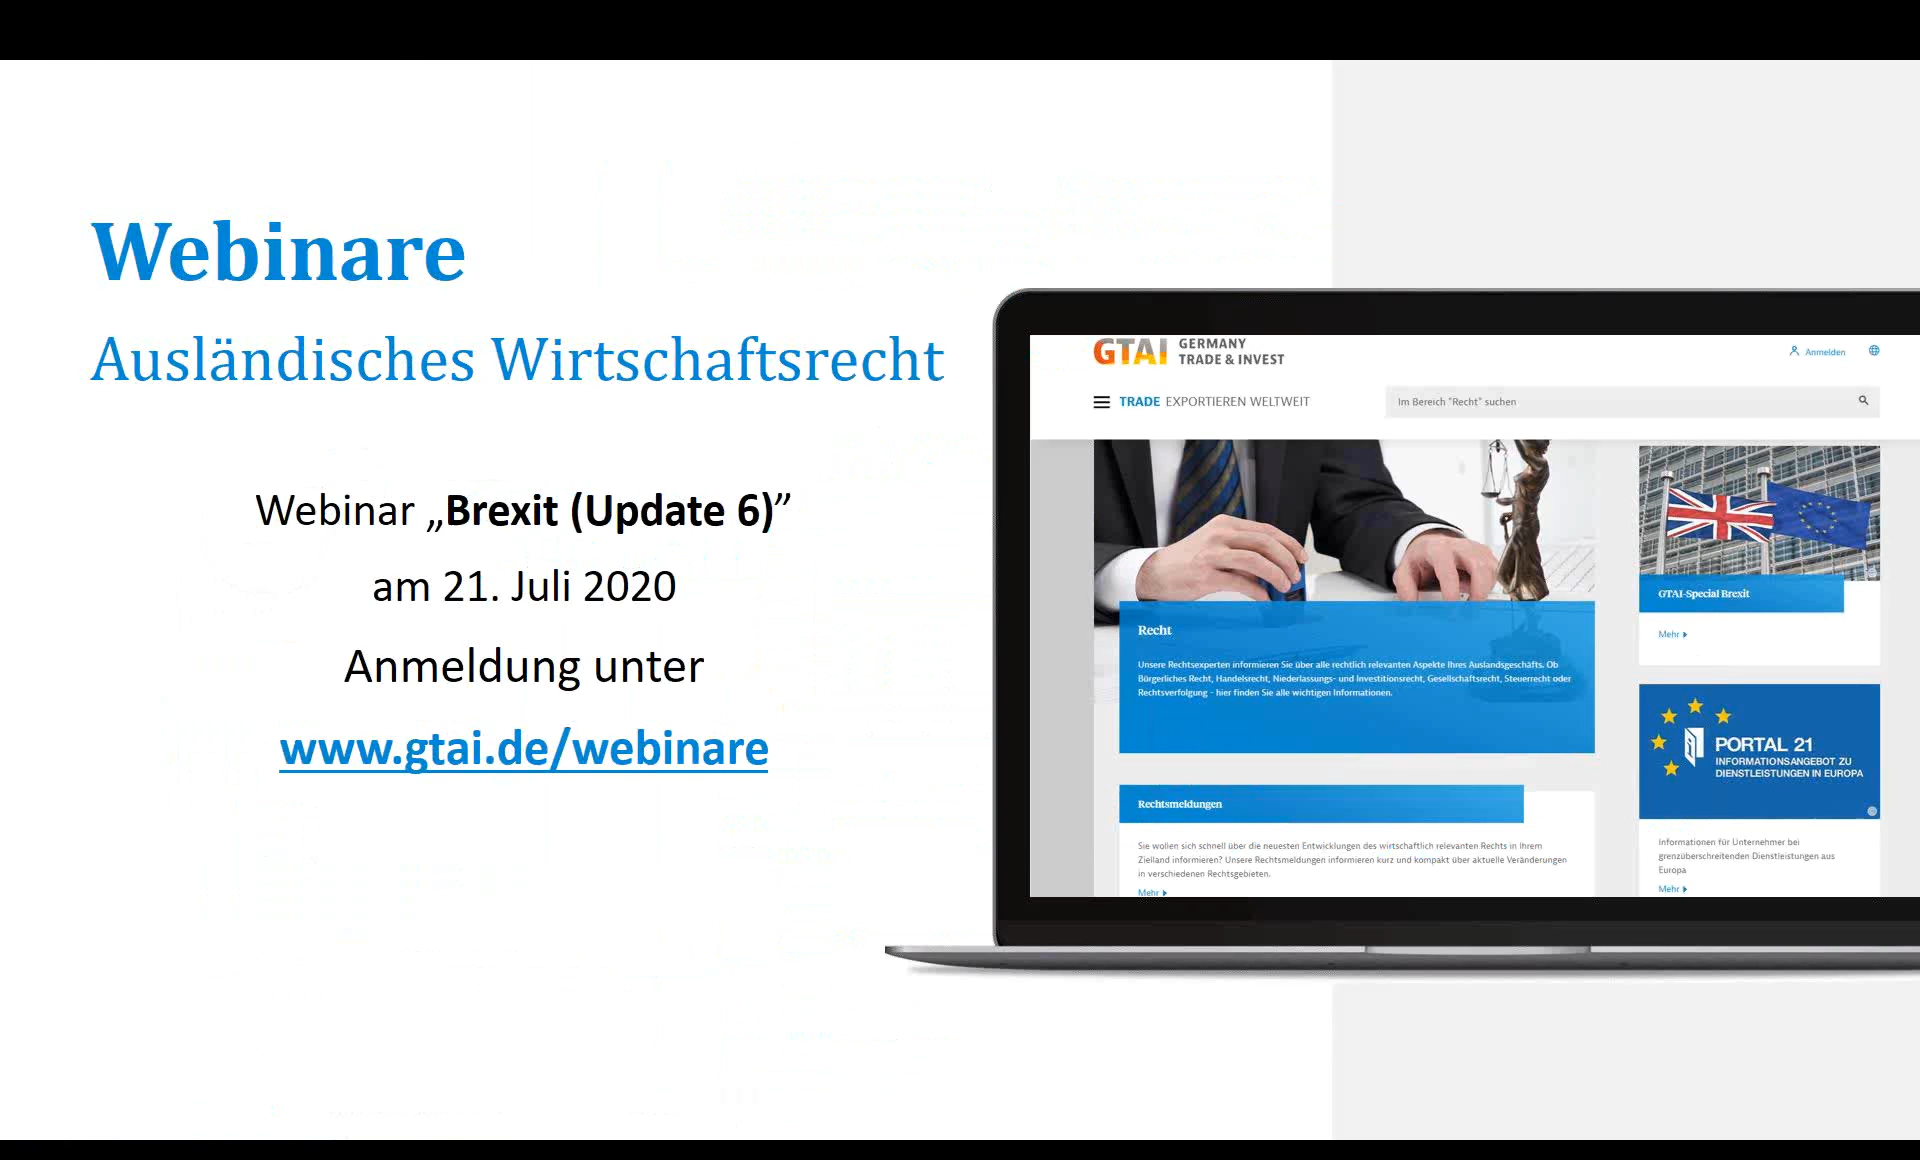 Webinare
Ausländisches Wirtschaftsrecht
Webinar „Brexit (Update 6)”
am 21. Juli 2020
Anmeldung unter
www.gtai.de/webinare
GTAI GERMANY
TRADE & INVEST
Anmelden
TRADE EXPORTIEREN WELTWEIT
Im Bereich "Recht" suchen
Recht
Unsere Rechtsexperten informieren Sie über alle rechtlich relevanten Aspekte Ihres Auslandsgeschäfts. Ob
Bürgerliches Recht, Handelsrecht, Niederlassungs- und Investitionsrecht, Gesellschaftsrecht, Steuerrecht oder
Rechtsverfolgung - hier finden Sie alle wichtigen Informationen.
Rechtsmeldungen
Sie wollen sich schnell über die neuesten Entwicklungen des wirtschaftlich relevanten Rechts in Ihrem
Zielland informieren? Unsere Rechtsmeldungen informieren kurz und kompakt über aktuelle Veränderungen
in verschiedenen Rechtsgebieten.
Mehr
GTAI-Special Brexit
Mehr
PORTAL 21
INFORMATIONSANGEBOT ZU
DIENSTLEISTUNGEN IN EUROPA
Informationen für Unternehmer bei
grenzüberschreitenden Dienstleistungen aus
Europa
Mehr